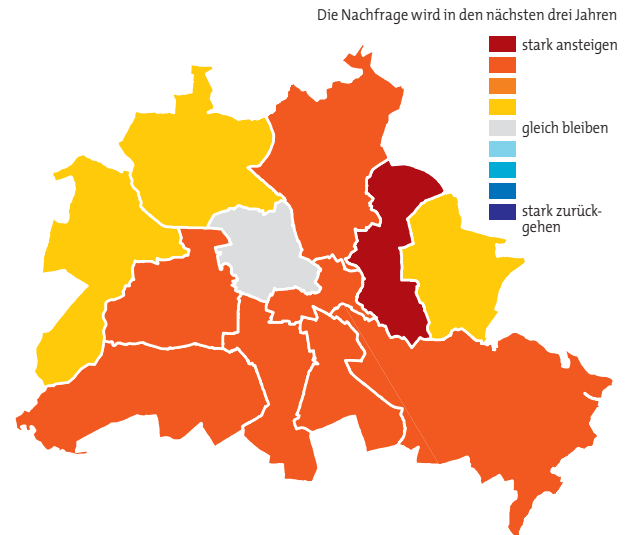 Die Nachfrage wird in den nächsten drei Jahren
stark ansteigen
gleich bleiben
stark zurück-
gehen